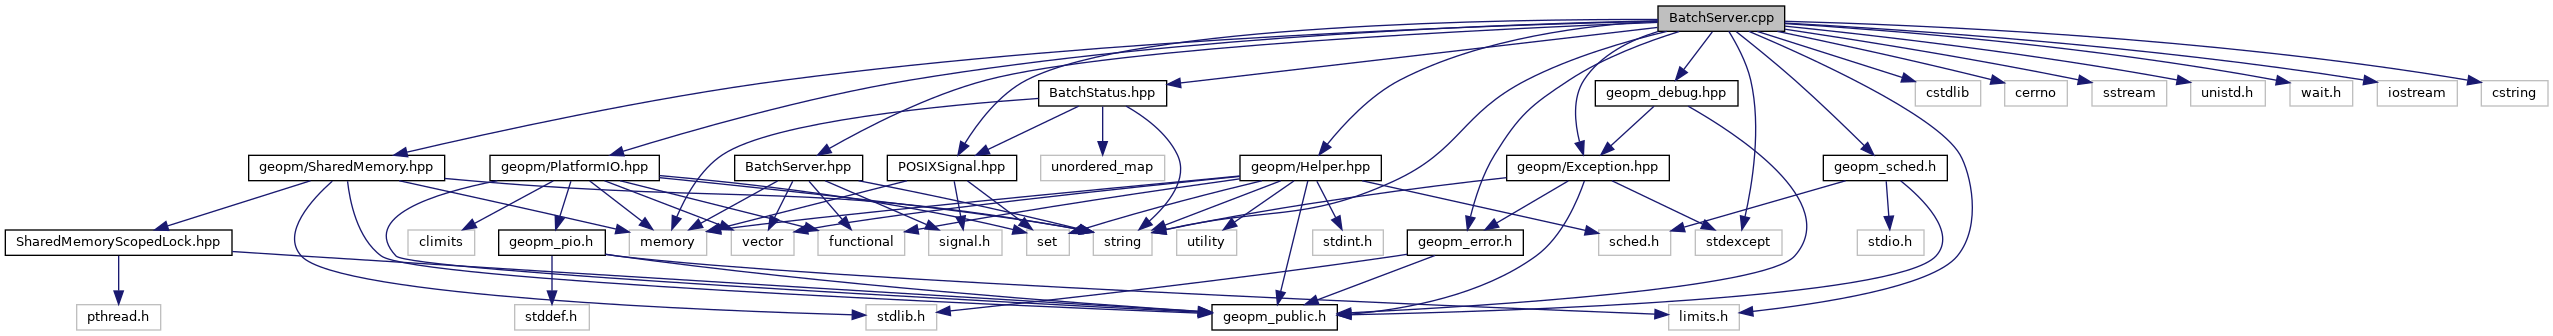 BatchServer.cpp
BatchStatus.hpp
geopm_debug.hpp
cstdlib
cerrno
sstream
unistd.h
wait.h
iostream
cstring
geopm/SharedMemory.hpp
geopm/PlatformIO.hpp
BatchServer.hpp
POSIXSignal.hpp
unordered_map
geopm/Helper.hpp
geopm/Exception.hpp
geopm_sched.h
SharedMemoryScopedLock.hpp
climits
geopm_pio.h
memory
vector
functional
signal.h
set
string
utility
stdint.h
geopm_error.h
sched.h
stdexcept
stdio.h
pthread.h
stddef.h
stdlib.h
geopm_public.h
limits.h